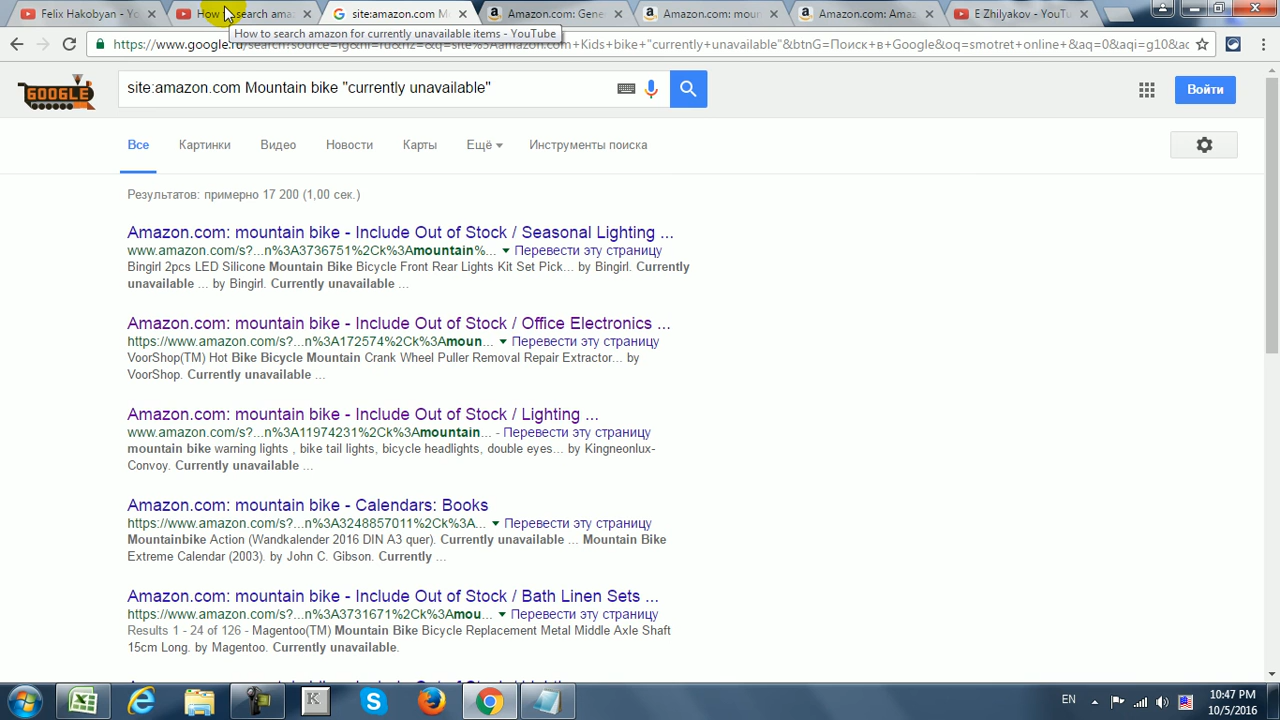 Felix Hakobyan - Yo
How to search ama
site:amazon.com M
Amazon.com: Gene
Amazon.com: moun
Amazon.com: Ama
E Zhilyakov - YouTu
How to search amazon for currently unavailable items - YouTube
https://www.google.ru/search?
amazon.com+Kids+bike+"currently+unavailable"&btnG=Поиск+в+Google&oq=smotret+online+&aq=0&aqi=g10&aq
GOOGLE
site:amazon.com Mountain bike "currently unavailable"
Войти
Все
Картинки
Видео
Новости
Карты
Ещё
Инструменты поиска
Результатов: примерно 17 200 (1,00 сек.)
Amazon.com: mountain bike - Include Out of Stock / Seasonal Lighting ...
www.amazon.com/s?...n%3A3736751%2Ck%3Amountain%... Перевести эту страницу
Bingirl 2pcs LED Silicone Mountain Bike Bicycle Front Rear Lights Kit Set Pick... by Bingirl. Currently
unavailable ... by Bingirl. Currently unavailable ...
Amazon.com: mountain bike - Include Out of Stock / Office Electronics ...
https://www.amazon.com/s?...n%3A172574%2Ck%3Amoun... Перевести эту страницу
VoorShop(TM) Hot Bike Bicycle Mountain Crank Wheel Puller Removal Repair Extractor... by
VoorShop. Currently unavailable ...
Amazon.com: mountain bike - Include Out of Stock / Lighting ...
www.amazon.com/s?...n%3A11974231%2Ck%3Amountain... - Перевести эту страницу
mountain bike warning lights , bike tail lights, bicycle headlights, double eyes... by Kingneonlux-
Convoy. Currently unavailable ...
Amazon.com: mountain bike - Calendars: Books
https://www.amazon.com/s?...n%3A3248857011%2Ck%3A... Перевести эту страницу
Mountainbike Action (Wandkalender 2016 DIN A3 quer). Currently unavailable ... Mountain Bike
Extreme Calendar (2003). by John C. Gibson. Currently ...
Amazon.com: mountain bike - Include Out of Stock / Bath Linen Sets ...
https://www.amazon.com/s?...n%3A3731671%2Ck%3Amou... Перевести эту страницу
Results 1 - 24 of 126 - Magentoo(TM) Mountain Bike Bicycle Replacement Metal Middle Axle Shaft
15cm Long. by Magentoo. Currently unavailable.
K
EN
10:47 PM
10/5/2016